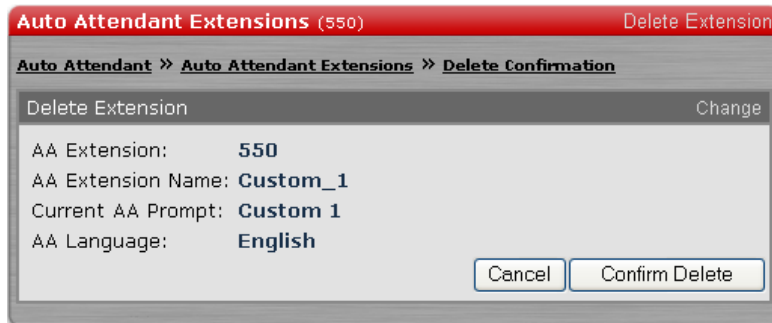 Auto Attendant Extensions (550) Delete Extension
Auto Attendant » Auto Attendant Extensions » Delete Confirmation
Delete Extension Change
AA Extension: 550
AA Extension Name: Custom_1
Current AA Prompt: Custom 1
AA Language: English
Cancel Confirm Delete